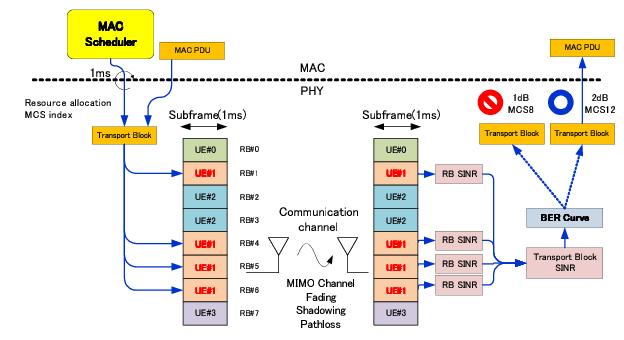 MAC
Scheduler
MAC PDU
MAC PDU
1ms
MAC
PHY
Resource allocation
MCS index
Transport Block
Subframe(1ms)
UE#0
UE#1
UE#2
UE#2
UE#1
UE#1
UE#1
UE#3
RB#0
RB#1
RB#2
RB#3
RB#4
RB#5
RB#6
RB#7
Communication
channel
MIMO Channel
Fading
Shadowing
Pathloss
Subframe(1ms)
UE#0
UE#1
UE#2
UE#2
UE#1
UE#1
UE#1
UE#3
RB SINR
RB SINR
RB SINR
RB SINR
1dB
MCS8
2dB
MCS12
Transport Block
Transport Block
BER Curve
Transport Block
SINR